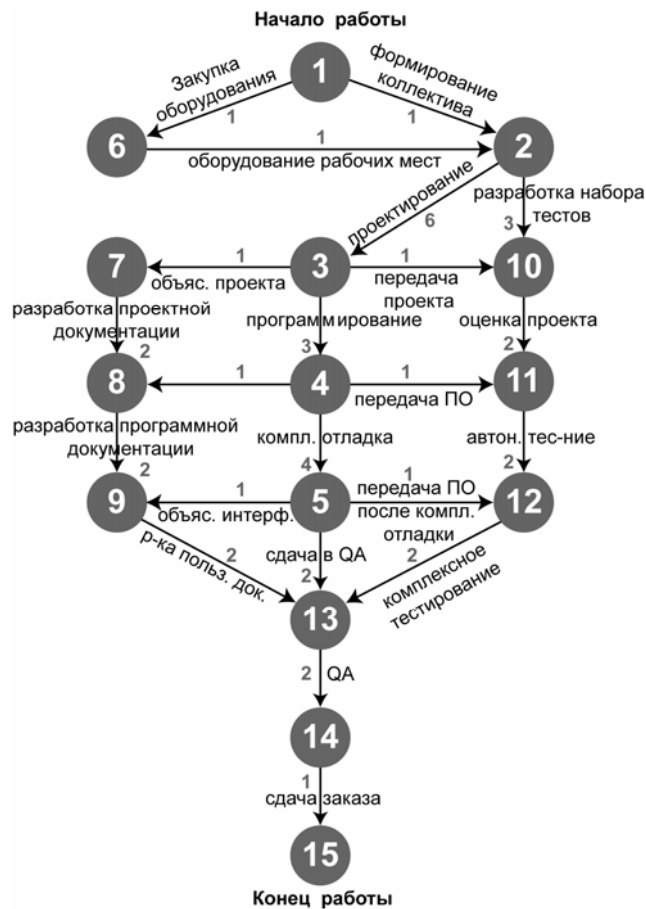 Начало работы
1
Закупка
оборудования
1
формирование
коллектива
1
6
1
оборудование рабочих мест
2
проектирование
6
разработка набора
тестов
3
7
1
объяс. проекта
3
1
передача
проекта
10
разработка проектной
документации
2
программирование
3
оценка проекта
2
8
1
4
1
передача ПО
11
разработка программной
документации
2
компл. отладка
4
автон. тес-ние
2
9
1
объяс. интерф.
5
1
передача ПО
после компл.
отладки
12
р-ка польз. док.
2
сдача в QA
2
2
комплексное
тестирование
13
2
QA
14
1
сдача заказа
15
Конец работы